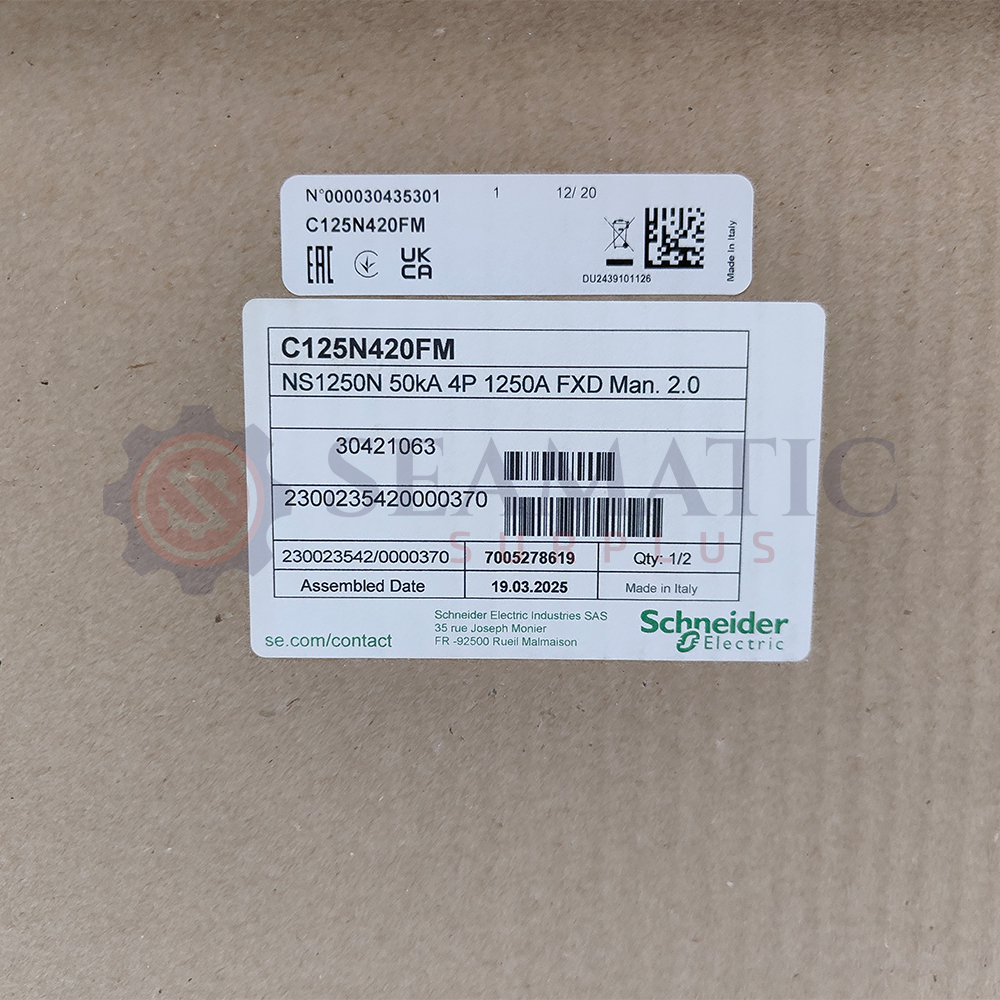 N°000030435301 1 12/ 20
C125N420FM
EAC UK CA
DU2439101126
Made in Italy
C125N420FM
NS1250N 50kA 4P 1250A FXD Man. 2.0
30421063
2300235420000370
230023542/0000370 7005278619 Qty: 1/2
Assembled Date 19.03.2025 Made in Italy
se.com/contact
Schneider Electric Industries SAS
35 rue Joseph Monier
FR -92500 Rueil Malmaison
Schneider
Electric
SEAMATIC
SURPLUS